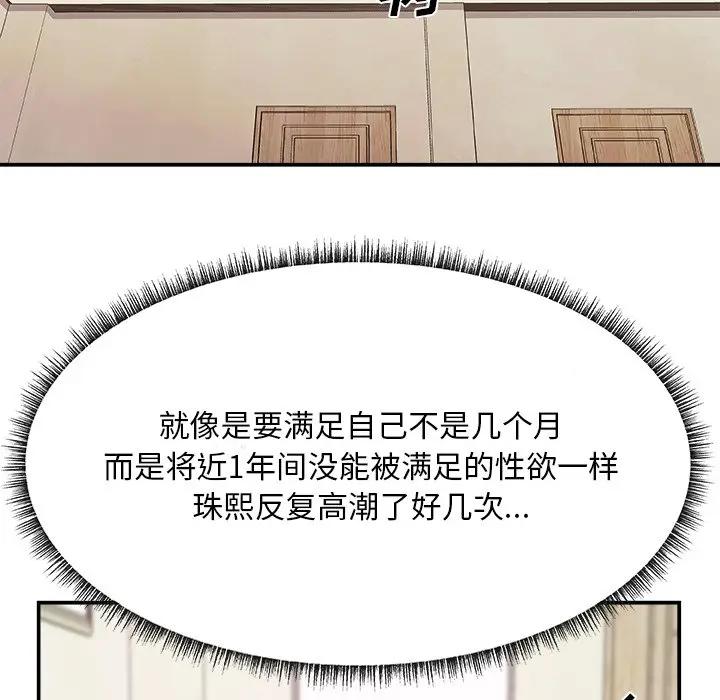 就像是要满足自己不是几个月
而是将近1年间没能被满足的性欲一样
珠熙反复高潮了好几次...